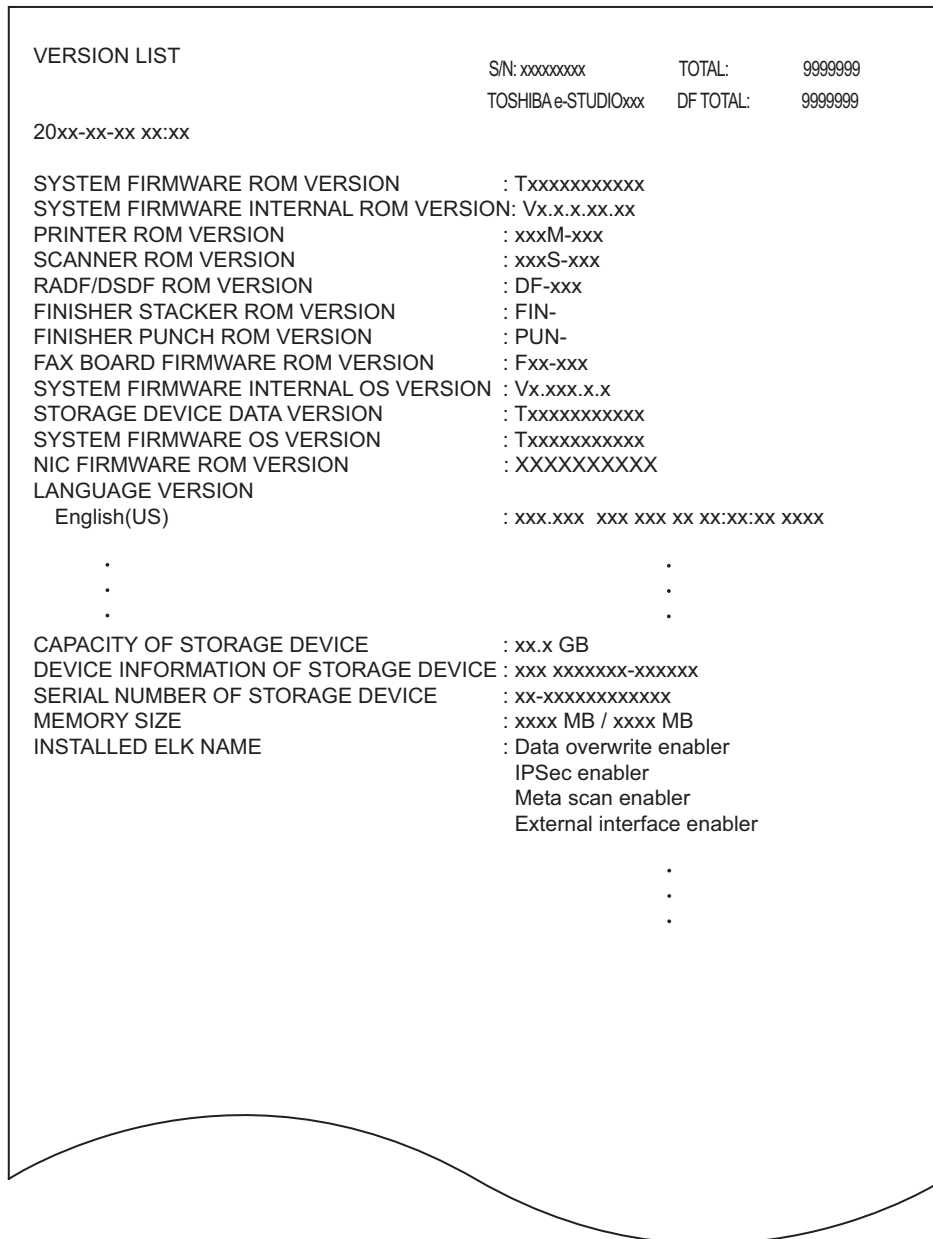 VERSION LIST
S/N: xxxxxxxxx TOTAL: 9999999
TOSHIBA e-STUDIOxxx DF TOTAL: 9999999
20xx-xx-xx xx:xx
SYSTEM FIRMWARE ROM VERSION : Txxxxxxxxxxx
SYSTEM FIRMWARE INTERNAL ROM VERSION: Vx.x.x.xx.xx
PRINTER ROM VERSION : xxxM-xxx
SCANNER ROM VERSION : xxxS-xxx
RADF/DSDF ROM VERSION : DF-xxx
FINISHER STACKER ROM VERSION : FIN-
FINISHER PUNCH ROM VERSION : PUN-
FAX BOARD FIRMWARE ROM VERSION : Fxx-xxx
SYSTEM FIRMWARE INTERNAL OS VERSION : Vx.xxx.x.x
STORAGE DEVICE DATA VERSION : Txxxxxxxxxxx
SYSTEM FIRMWARE OS VERSION : Txxxxxxxxxxx
NIC FIRMWARE ROM VERSION : XXXXXXXXXX
LANGUAGE VERSION
English(US) : xxx.xxx xxx xxx xx xx:xx:xx xxxx
. .
. .
. .
CAPACITY OF STORAGE DEVICE : xx.x GB
DEVICE INFORMATION OF STORAGE DEVICE : xxx xxxxxxx-xxxxxx
SERIAL NUMBER OF STORAGE DEVICE : xx-xxxxxxxxxxxx
MEMORY SIZE : xxxx MB / xxxx MB
INSTALLED ELK NAME : Data overwrite enabler
IPSec enabler
Meta scan enabler
External interface enabler
.
.
.